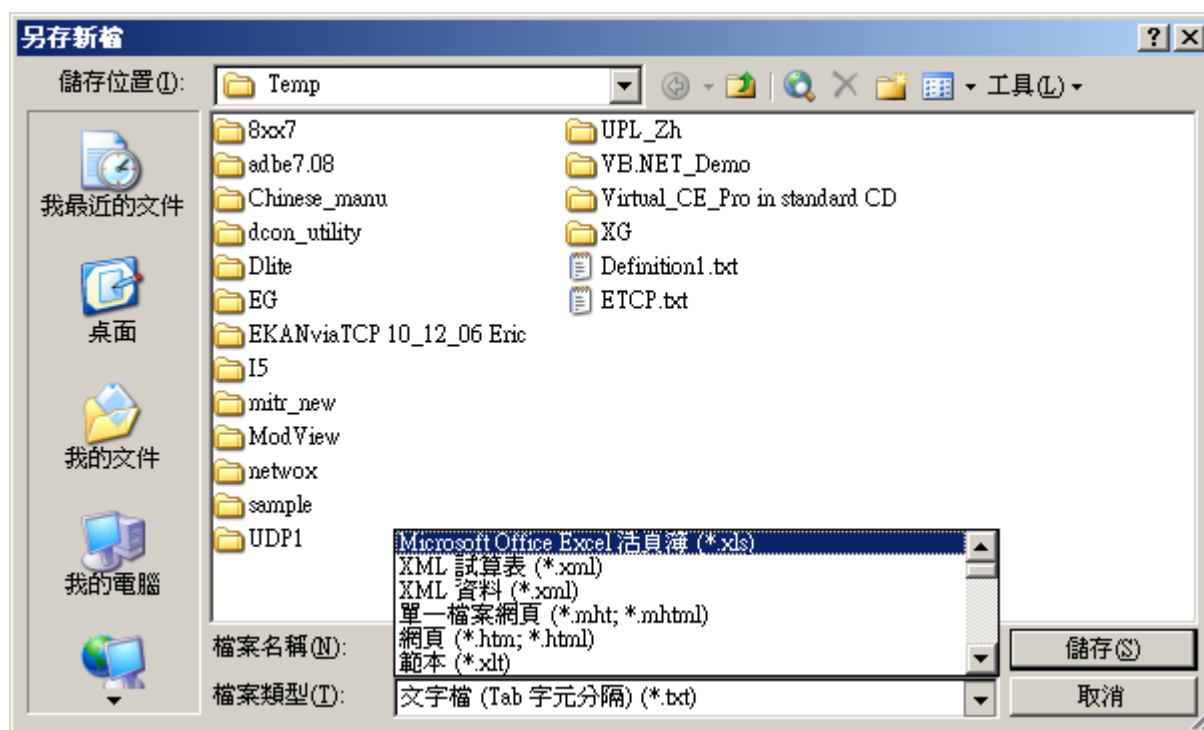 另存新檔
儲存位置(I):
Temp
工具(L)
我最近的文件
桌面
我的文件
我的電腦
8xx7
adbe7.08
Chinese_manu
dcon_utility
Dlite
EG
EKANviaTCP 10_12_06 Eric
I5
mitr_new
ModView
netwox
sample
UDP1
UPL_Zh
VB.NET_Demo
Virtual_CE_Pro in standard CD
XG
Definition1.txt
ETCP.txt
Microsoft Office Excel 活頁簿 (*.xls)
XML 試算表 (*.xml)
XML 資料 (*.xml)
單一檔案網頁 (*.mht; *.mhtml)
網頁 (*.htm; *.html)
範本 (*.xlt)
檔案名稱(N):
儲存(S)
檔案類型(T):
文字檔 (Tab 字元分隔) (*.txt)
取消